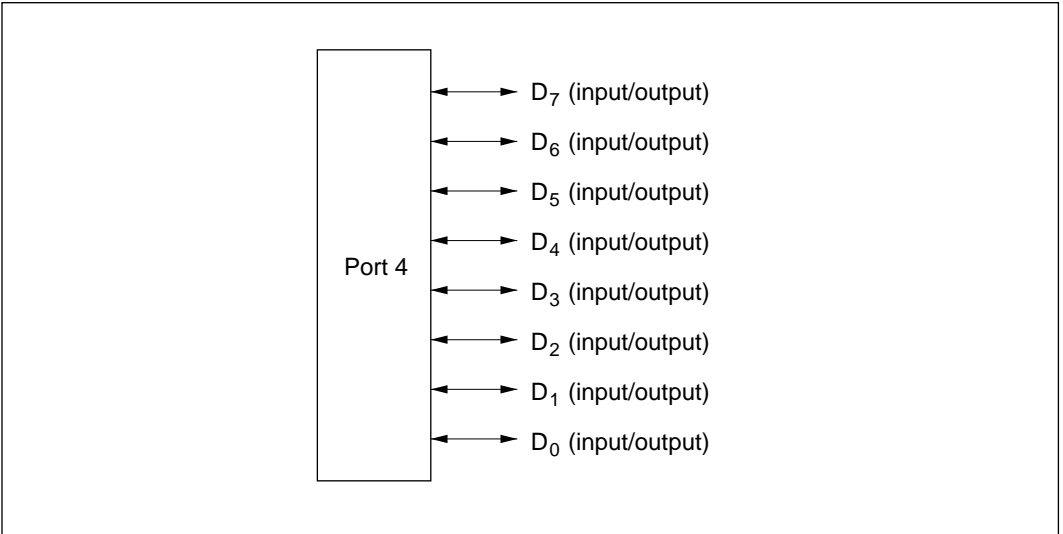 D7 (input/output)
D6 (input/output)
D5 (input/output)
D4 (input/output)
Port 4
D3 (input/output)
D2 (input/output)
D1 (input/output)
D0 (input/output)